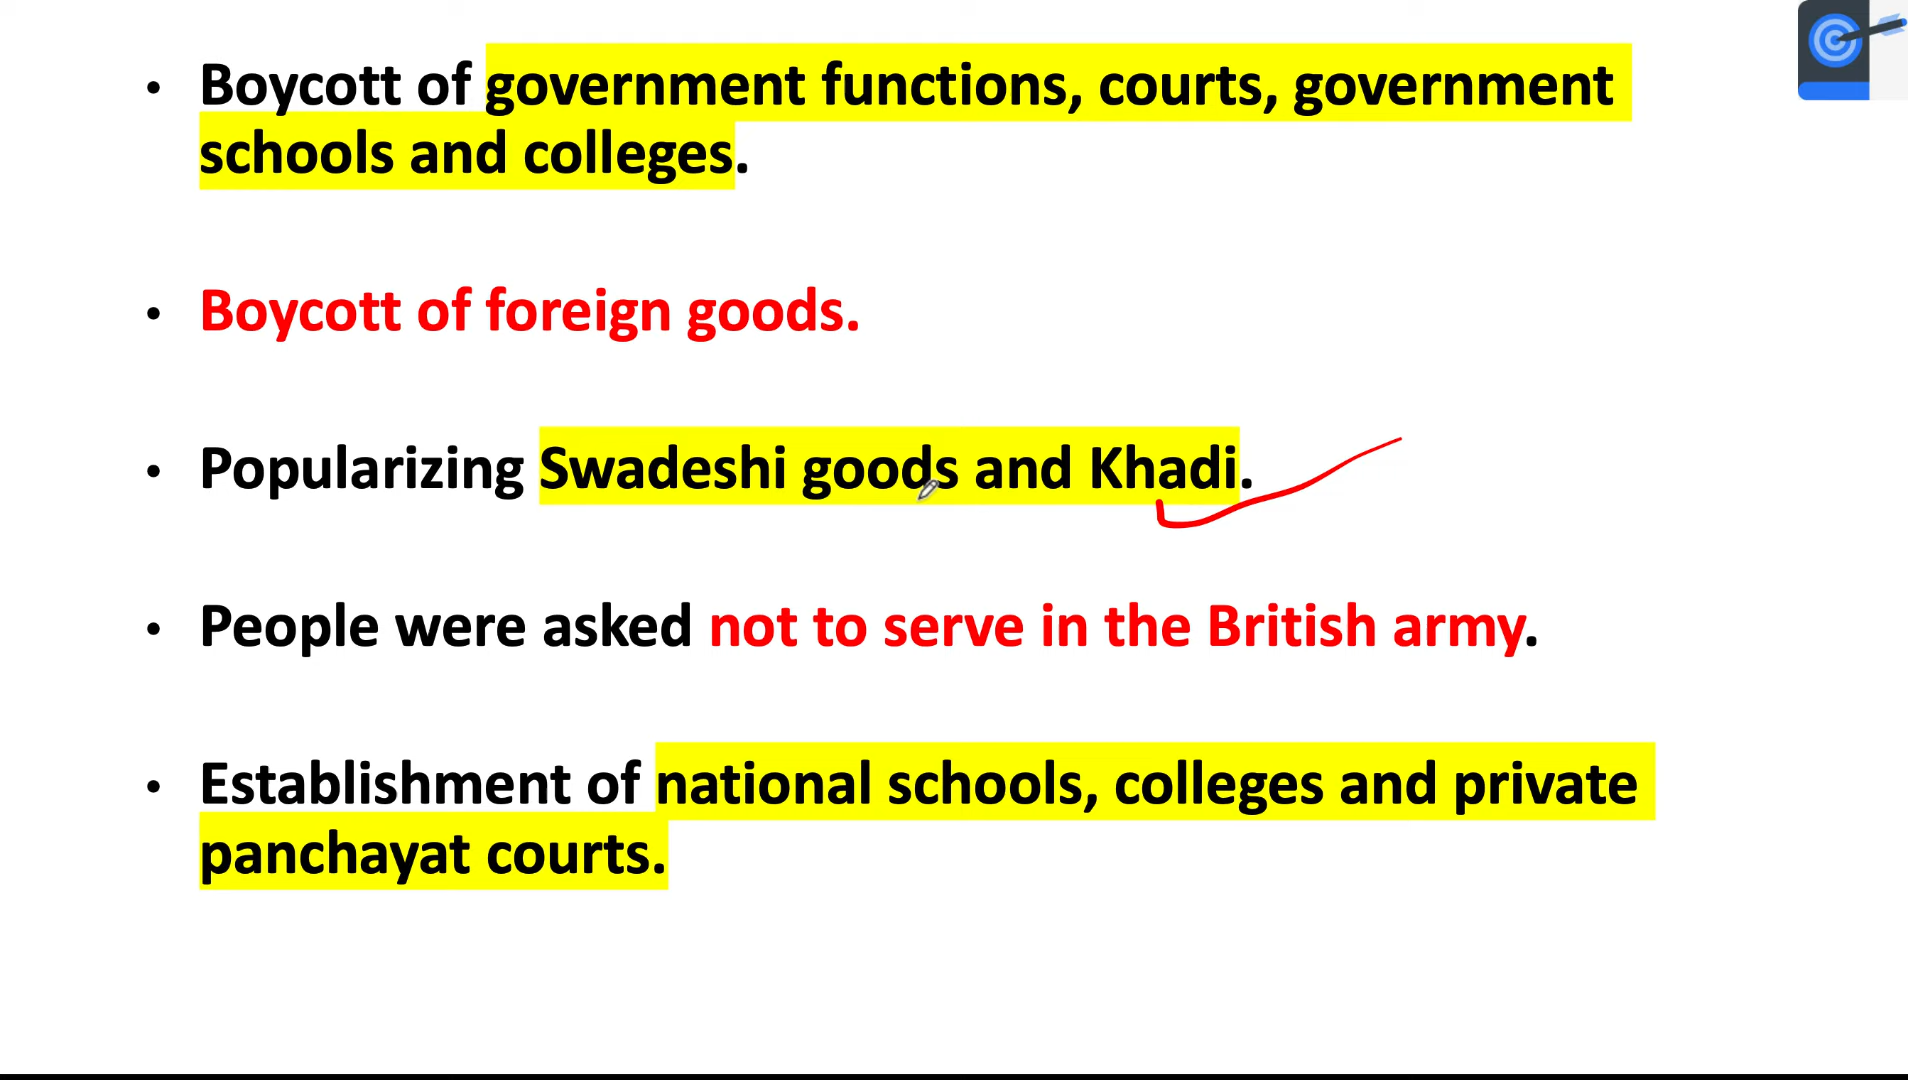 • Boycott of government functions, courts, government
schools and colleges.
• Boycott of foreign goods.
• Popularizing Swadeshi goods and Khadi.
• People were asked not to serve in the British army.
• Establishment of national schools, colleges and private
panchayat courts.